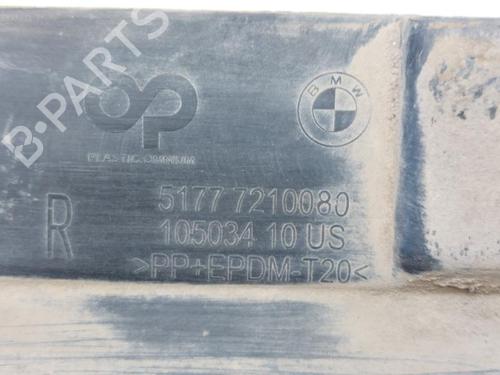 B-PARTS
BMW
PLASTIC OMNIUM
R
5177 7210080
105034 10 US
>PP+EPDM-T20<